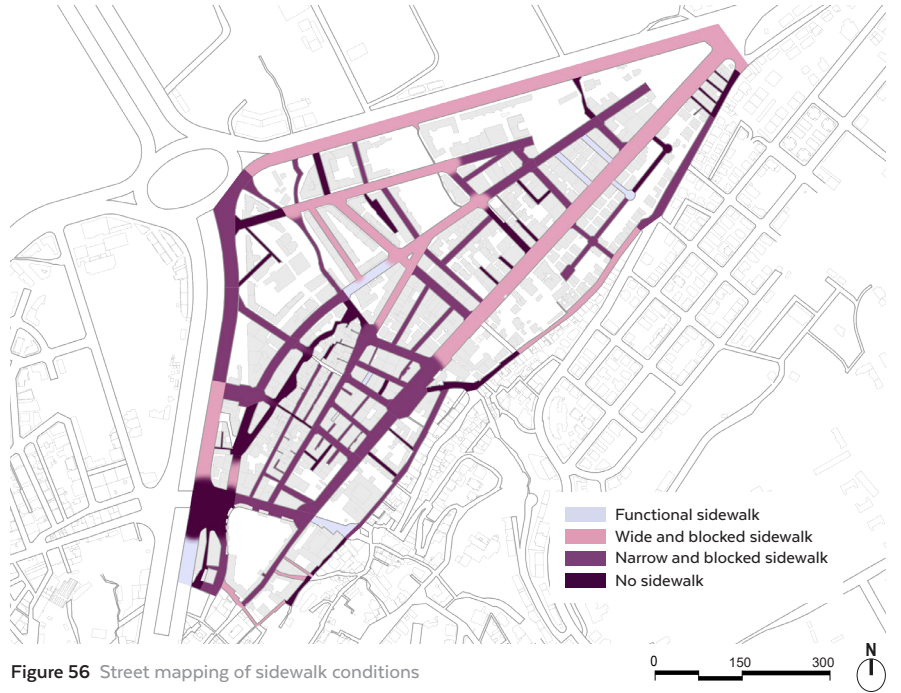 Functional sidewalk
Wide and blocked sidewalk
Narrow and blocked sidewalk
No sidewalk
Figure 56 Street mapping of sidewalk conditions
0 150 300
N